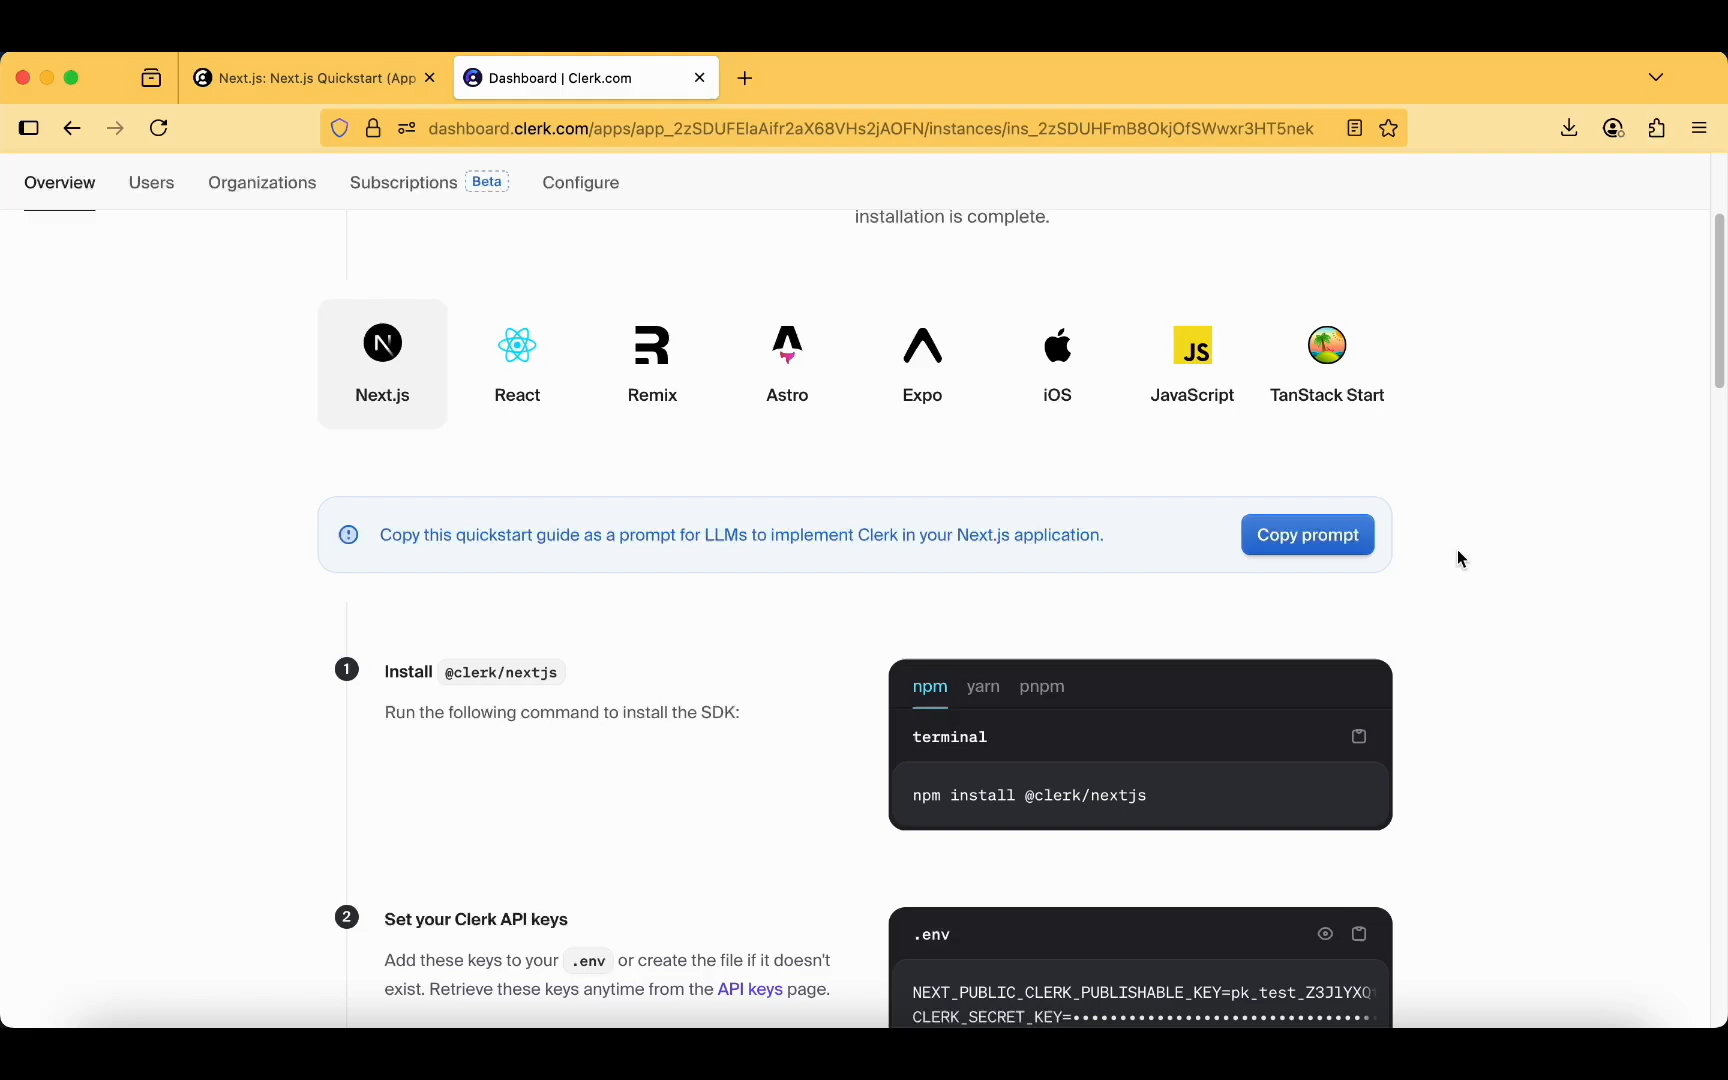 Next.js: Next.js Quickstart (App
Dashboard | Clerk.com
dashboard.clerk.com/apps/app_2zSDUFElaAifr2aX68VHs2jAOFN/instances/ins_2zSDUHFmB8OkjOfSWwxr3HT5nek
Overview Users Organizations Subscriptions Beta Configure
installation is complete.
Next.js React Remix Astro Expo iOS JavaScript TanStack Start
JS
Copy this quickstart guide as a prompt for LLMs to implement Clerk in your Next.js application.
Copy prompt
1 Install @clerk/nextjs
Run the following command to install the SDK:
npm yarn pnpm
terminal
npm install @clerk/nextjs
2 Set your Clerk API keys
Add these keys to your .env or create the file if it doesn't
exist. Retrieve these keys anytime from the API keys page.
.env
NEXT_PUBLIC_CLERK_PUBLISHABLE_KEY=pk_test_Z3JlYXQ
CLERK_SECRET_KEY=••••••••••••••••••••••••••••••••